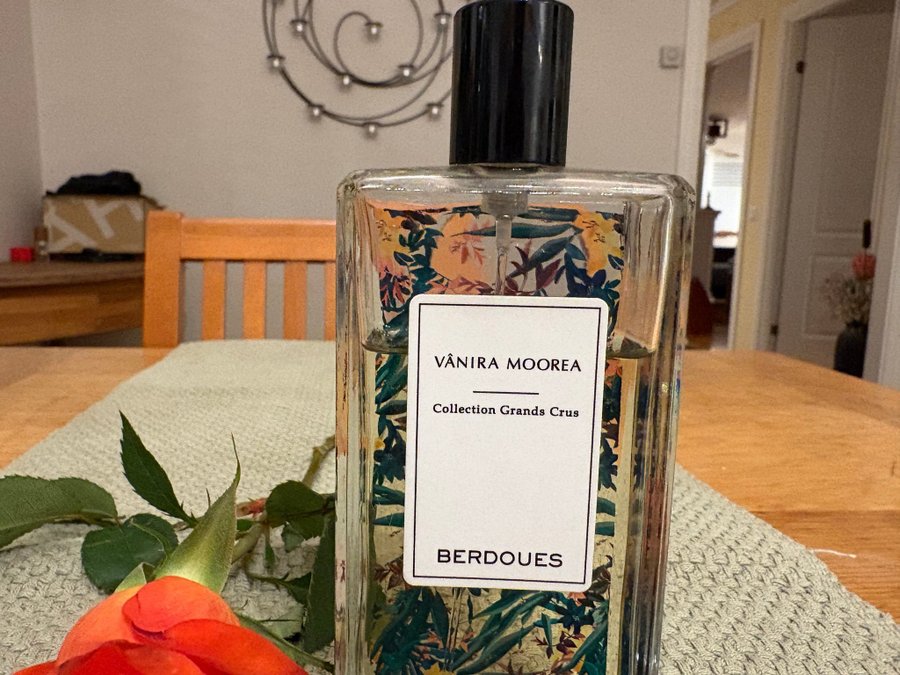 VÂNIRA MOOREA
Collection Grands Crus
BERDOUES